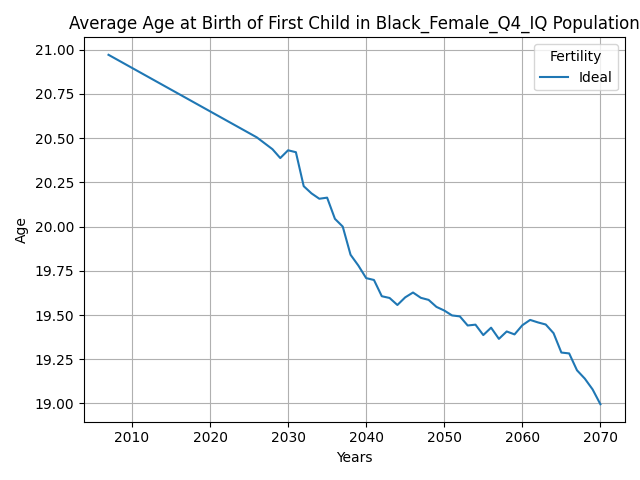 Average Age at Birth of First Child in Black_Female_Q4_IQ Population
Fertility
Ideal
21.00
20.75
20.50
20.25
20.00
19.75
19.50
19.25
19.00
Age
2010 2020 2030 2040 2050 2060 2070
Years